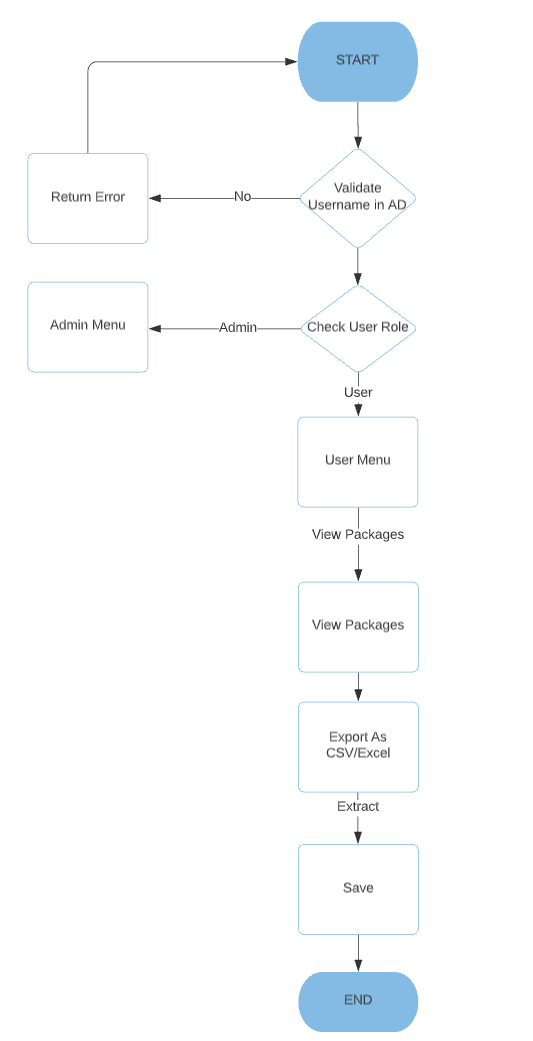 START
Validate
Username in AD
No
Return Error
Check User Role
Admin
Admin Menu
User
User Menu
View Packages
View Packages
Export As
CSV/Excel
Extract
Save
END